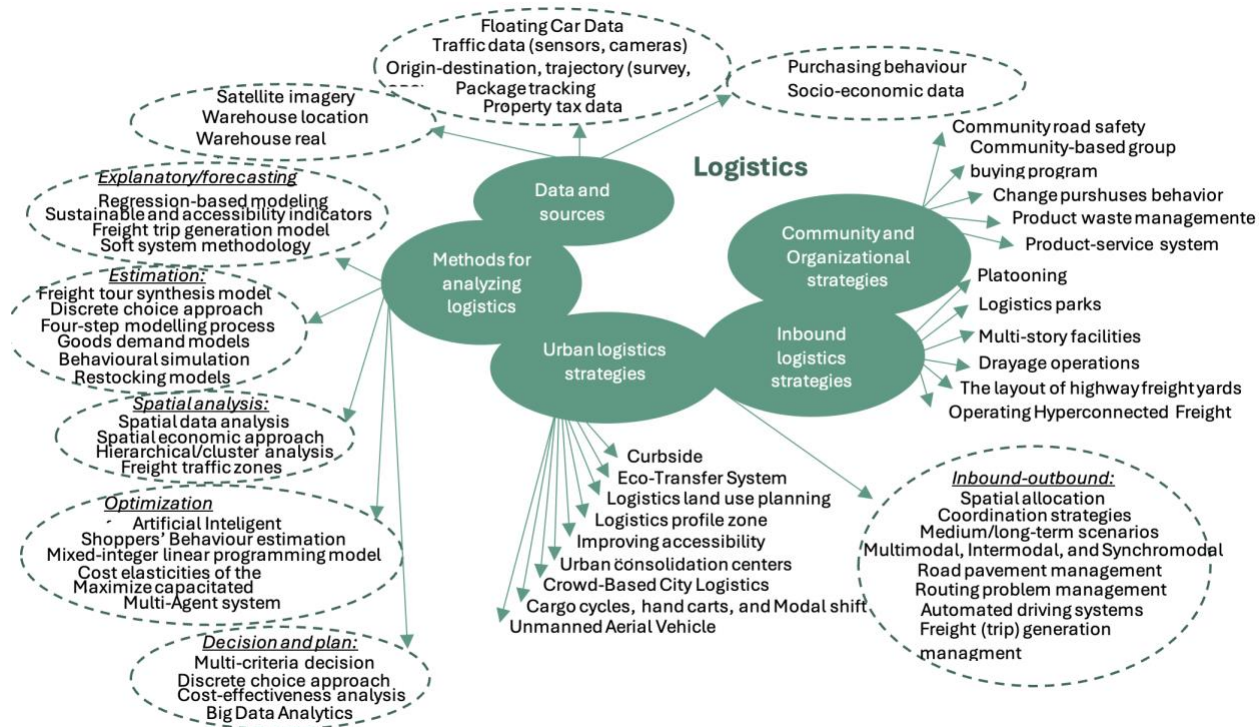 Floating Car Data
Traffic data (sensors, cameras)
Origin-destination, trajectory (survey,
Package tracking
Property tax data
Purchasing behaviour
Socio-economic data
Satellite imagery
Warehouse location
Warehouse real
Logistics
Data and
sources
Methods for
analyzing
logistics
Urban logistics
strategies
Inbound
logistics
strategies
Community and
Organizational
strategies
Community road safety
Community-based group
buying program
Change purshuses behavior
Product waste managemente
Product-service system
Platooning
Logistics parks
Multi-story facilities
Drayage operations
The layout of highway freight yards
Operating Hyperconnected Freight
Explanatory/forecasting
Regression-based modeling
Sustainable and accessibility indicators
Freight trip generation model
Soft system methodology
Estimation:
Freight tour synthesis model
Discrete choice approach
Four-step modelling process
Goods demand models
Behavioural simulation
Restocking models
Spatial analysis:
Spatial data analysis
Spatial economic approach
Hierarchical/cluster analysis
Freight traffic zones
Optimization
Artificial Inteligent
Shoppers' Behaviour estimation
Mixed-integer linear programming model
Cost elasticities of the
Maximize capacitated
Multi-Agent system
Decision and plan:
Multi-criteria decision
Discrete choice approach
Cost-effectiveness analysis
Big Data Analytics
Curbside
Eco-Transfer System
Logistics land use planning
Logistics profile zone
Improving accessibility
Urban consolidation centers
Crowd-Based City Logistics
Cargo cycles, hand carts, and Modal shift
Unmanned Aerial Vehicle
Inbound-outbound:
Spatial allocation
Coordination strategies
Medium/long-term scenarios
Multimodal, Intermodal, and Synchromodal
Road pavement management
Routing problem management
Automated driving systems
Freight (trip) generation
managment